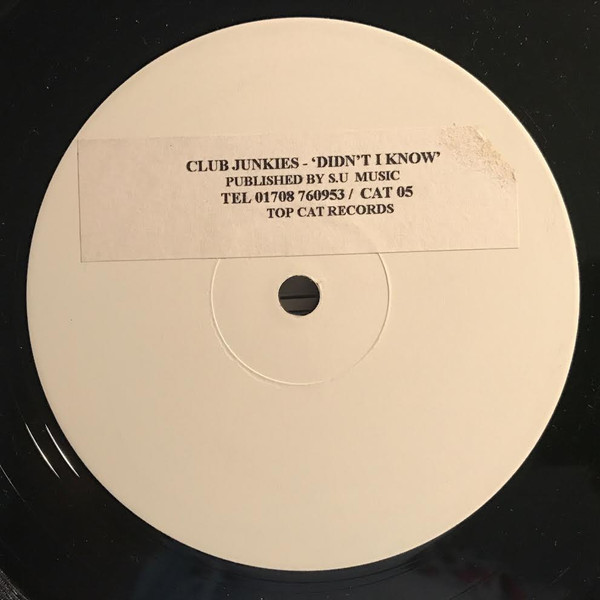 CLUB JUNKIES - ‘DIDN’T I KNOW’
PUBLISHED BY S.U MUSIC
TEL 01708 760953 / CAT 05
TOP CAT RECORDS